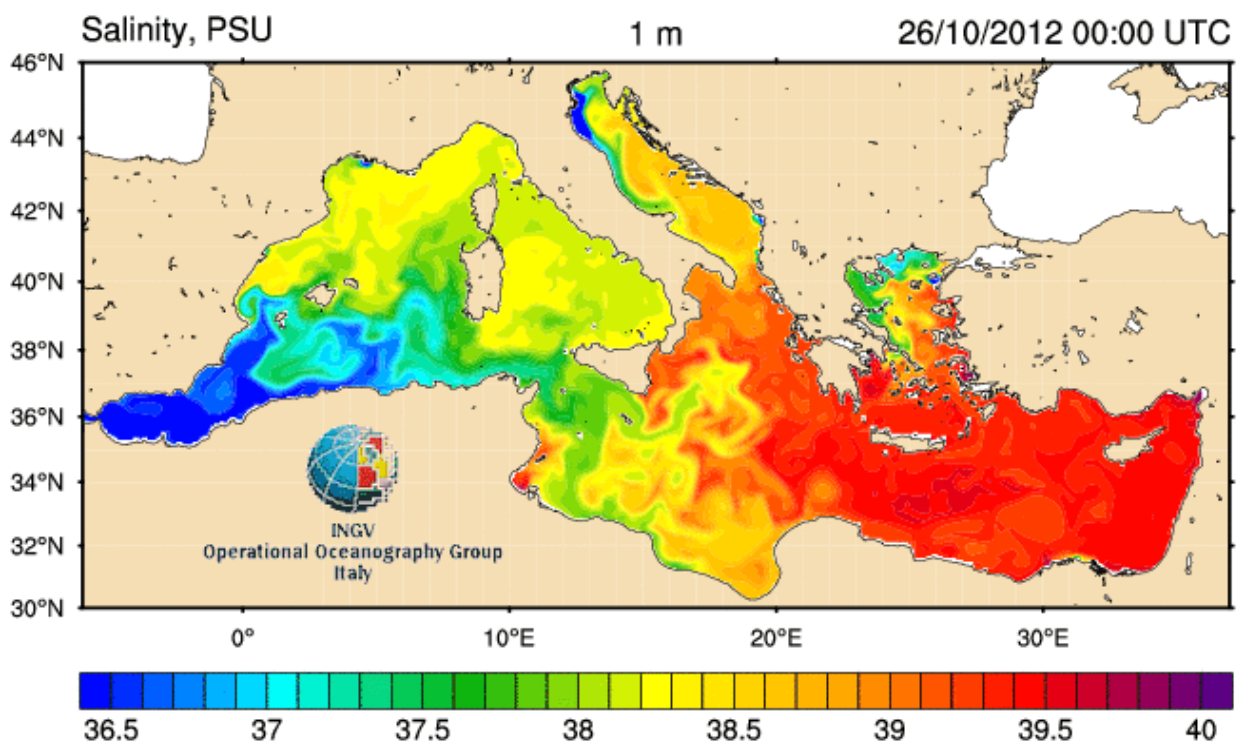 Salinity, PSU 1 m 26/10/2012 00:00 UTC
46°N
44°N
42°N
40°N
38°N
36°N
34°N
32°N
30°N
INGV
Operational Oceanography Group
Italy
0° 10°E 20°E 30°E
36.5 37 37.5 38 38.5 39 39.5 40